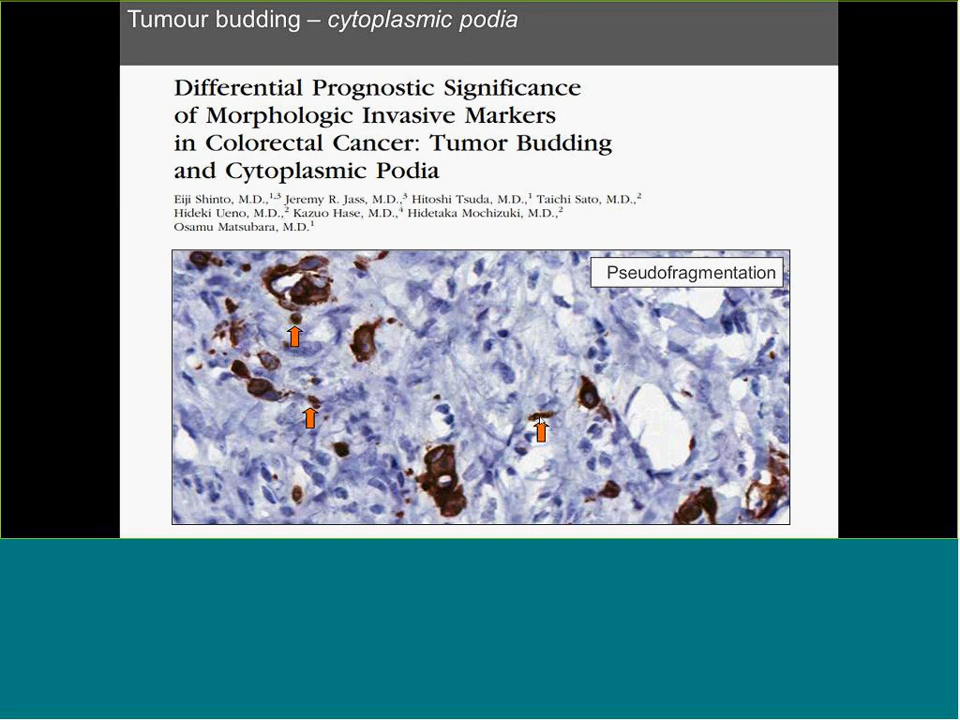 Tumour budding – cytoplasmic podia
Differential Prognostic Significance
of Morphologic Invasive Markers
in Colorectal Cancer: Tumor Budding
and Cytoplasmic Podia
Eiji Shinto, M.D.,1,3 Jeremy R. Jass, M.D.,3 Hitoshi Tsuda, M.D.,1 Taichi Sato, M.D.,2
Hideki Ueno, M.D.,2 Kazuo Hase, M.D.,4 Hidetaka Mochizuki, M.D.,2
Osamu Matsubara, M.D.1
Pseudofragmentation